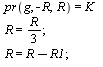 pr(g,-R, R) = K
R = R/3;
R = R − R1;